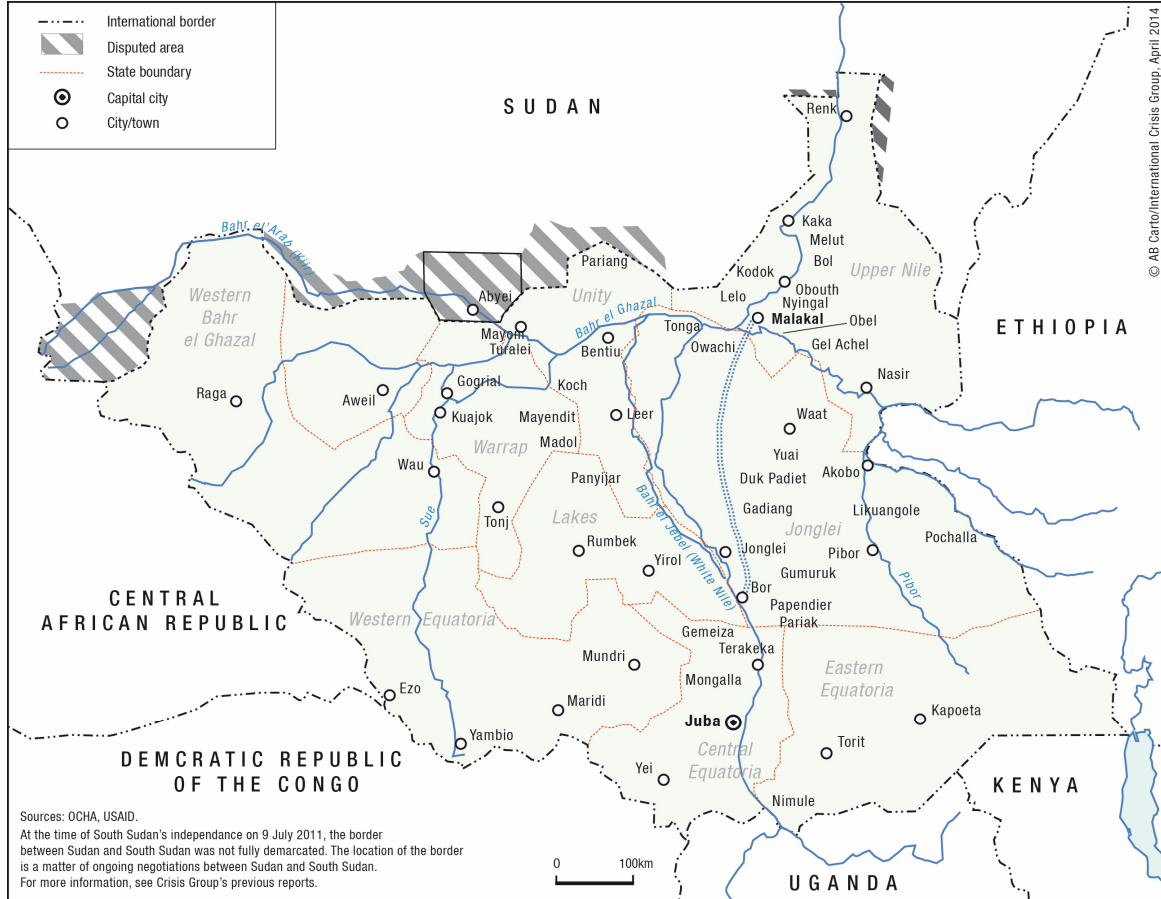 International border
Disputed area
State boundary
Capital city
City/town
© AB Carto/International Crisis Group, April 2014
SUDAN
Renk
Kaka
Melut
Bol
Upper Nile
Bahr el'Arab (Kiir)
Pariang
Kodok
Obouth
Nyingal
Lelo
Malakal
Obel
Unity
Abyei
Western
Bahr
el Ghazal
Mayom
Turalei
Bahr el Ghazal
Bentiu
Tonga
Owachi
Gel Achel
ETHIOPIA
Nasir
Raga
Aweil
Gogrial
Kuajok
Koch
Mayendit
Leer
Waat
Warrap
Madol
Yuai
Wau
Panyijar
Duk Padiet
Akobo
Bahr el Jebel (White Nile)
Sue
Tonj
Lakes
Gadiang
Likuangole
Jonglei
Pochalla
Rumbek
Jonglei
Pibor
Yirol
Gumuruk
Pibor
Bor
Papendier
Pariak
CENTRAL
AFRICAN REPUBLIC
Western Equatoria
Gemeiza
Terakeka
Mundri
Mongalla
Eastern
Equatoria
Ezo
Maridi
Kapoeta
Juba
Yambio
Torit
Central
Equatoria
Yei
DEMCRATIC REPUBLIC
OF THE CONGO
KENYA
Nimule
Sources: OCHA, USAID.
At the time of South Sudan's independence on 9 July 2011, the border
between Sudan and South Sudan was not fully demarcated. The location of the border
is a matter of ongoing negotiations between Sudan and South Sudan.
For more information, see Crisis Group's previous reports.
0 100km
UGANDA